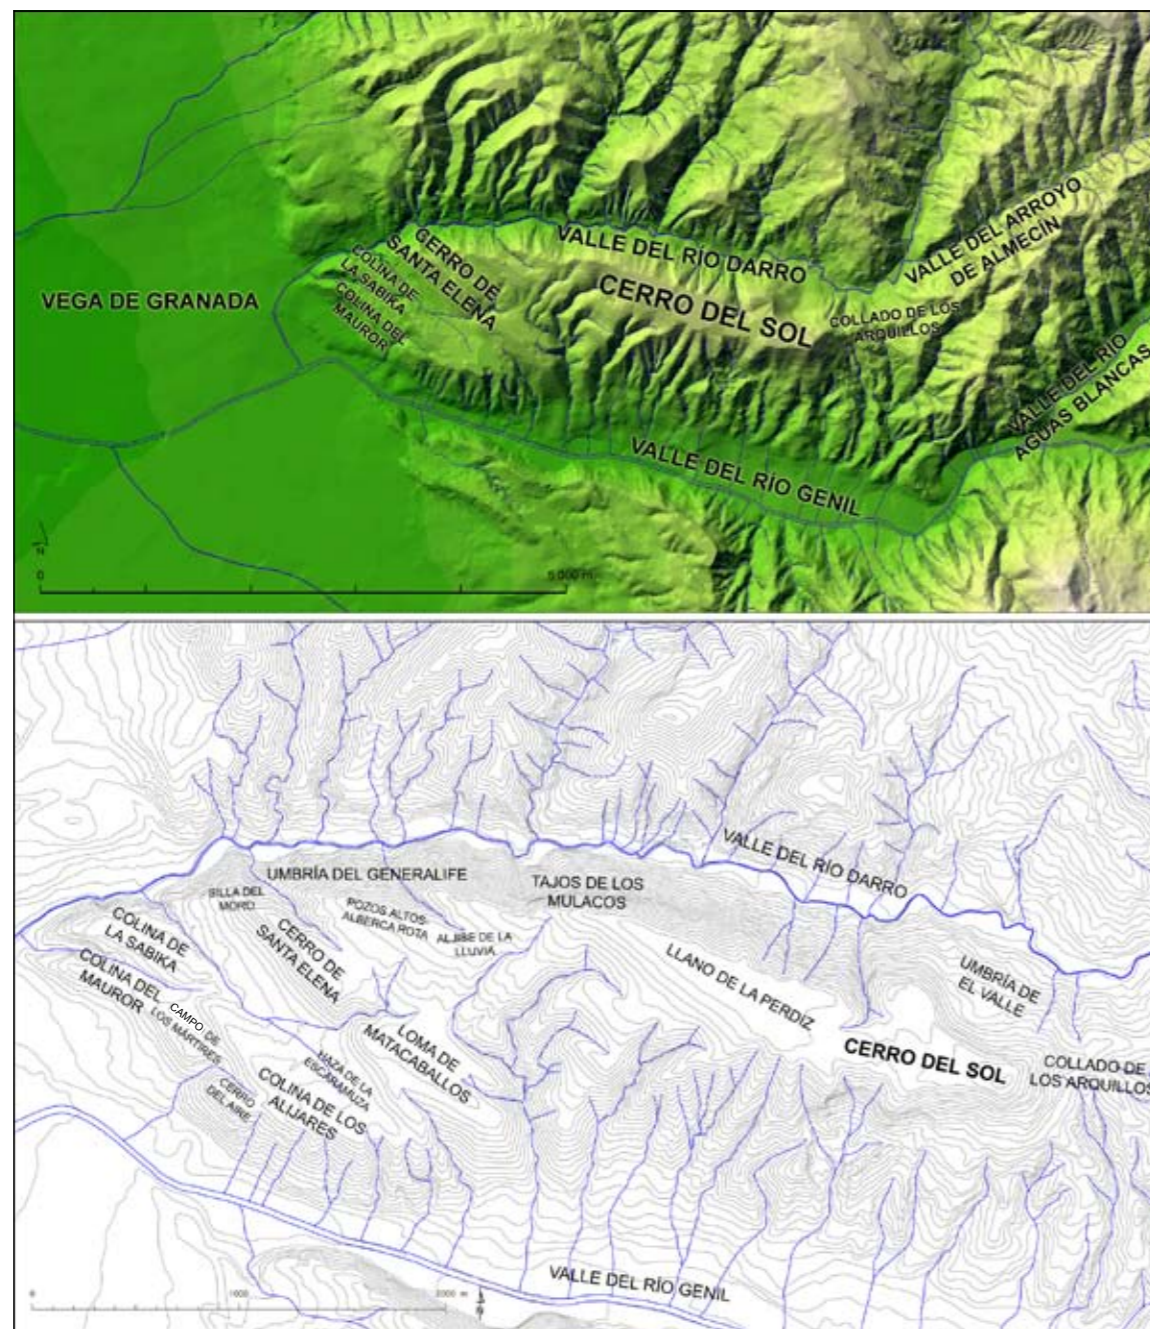 VALLE DEL ARROYO
DE ALMECÍN
GERRO DE
SANTA ELENA
VALLE DEL RÍO DARRO
COLINA DE
LA SABIKA
COLINA DEL
MAUROR
VEGA DE GRANADA
CERRO DEL SOL
COLLADO DE LOS
ARQUILLOS
VALLE DEL RÍO
AGUAS BLANCAS
VALLE DEL RÍO GENIL
N
0
5.000 m
VALLE DEL RÍO DARRO
UMBRÍA DEL GENERALIFE
TAJOS DE LOS
MULACOS
SILLA DEL
MORO
POZOS ALTOS-
ALBERCA ROTA
ALJIBE DE LA
LLUVIA
COLINA DE
LA SABIKA
CERRO DE
SANTA ELENA
LLANO DE LA PERDIZ
UMBRÍA DE
EL VALLE
COLINA DEL
MAUROR
CAMPO DE
LOS MÁRTIRES
LOMA DE
MATACABALLOS
CERRO DEL SOL
COLLADO DE
LOS ARQUILLOS
HAZA DE LA
ESCARAMUZA
CERRO
DEL AIRE
COLINA DE LOS
ALIJARES
VALLE DEL RÍO GENIL
0
1000
2000 m
N